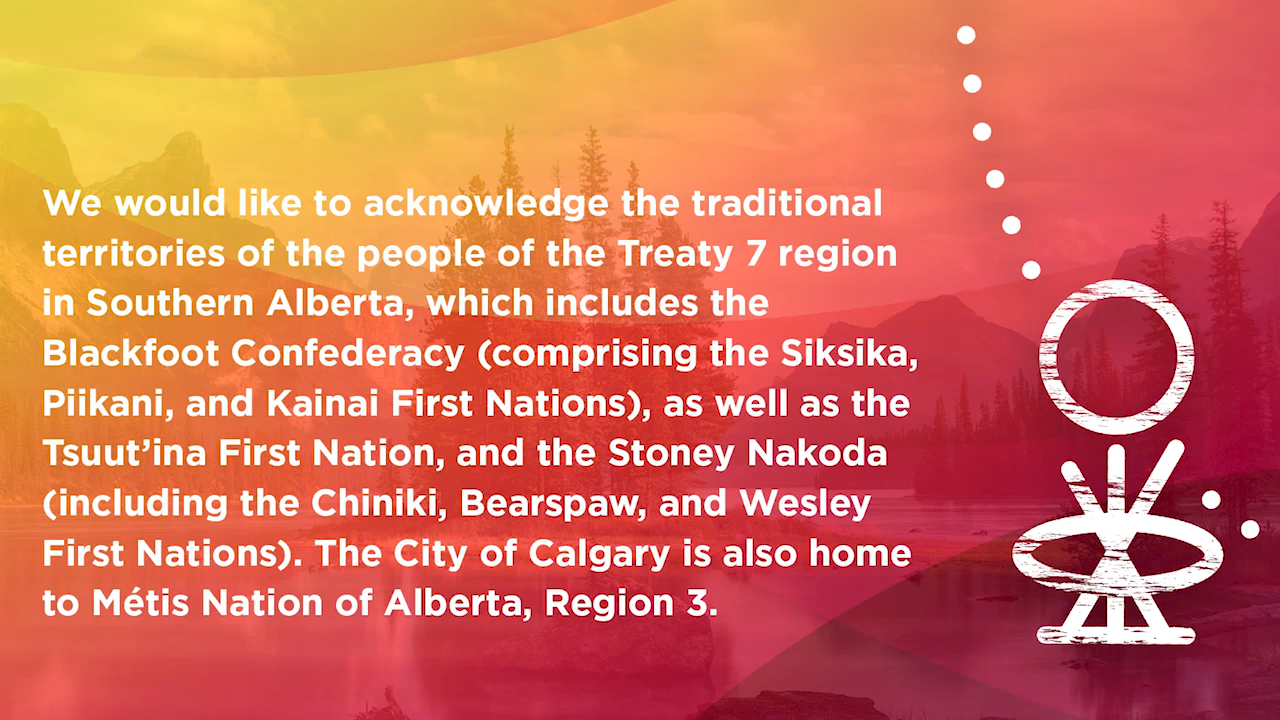 We would like to acknowledge the traditional
territories of the people of the Treaty 7 region
in Southern Alberta, which includes the
Blackfoot Confederacy (comprising the Siksika,
Piikani, and Kainai First Nations), as well as the
Tsuut’ina First Nation, and the Stoney Nakoda
(including the Chiniki, Bearspaw, and Wesley
First Nations). The City of Calgary is also home
to Métis Nation of Alberta, Region 3.